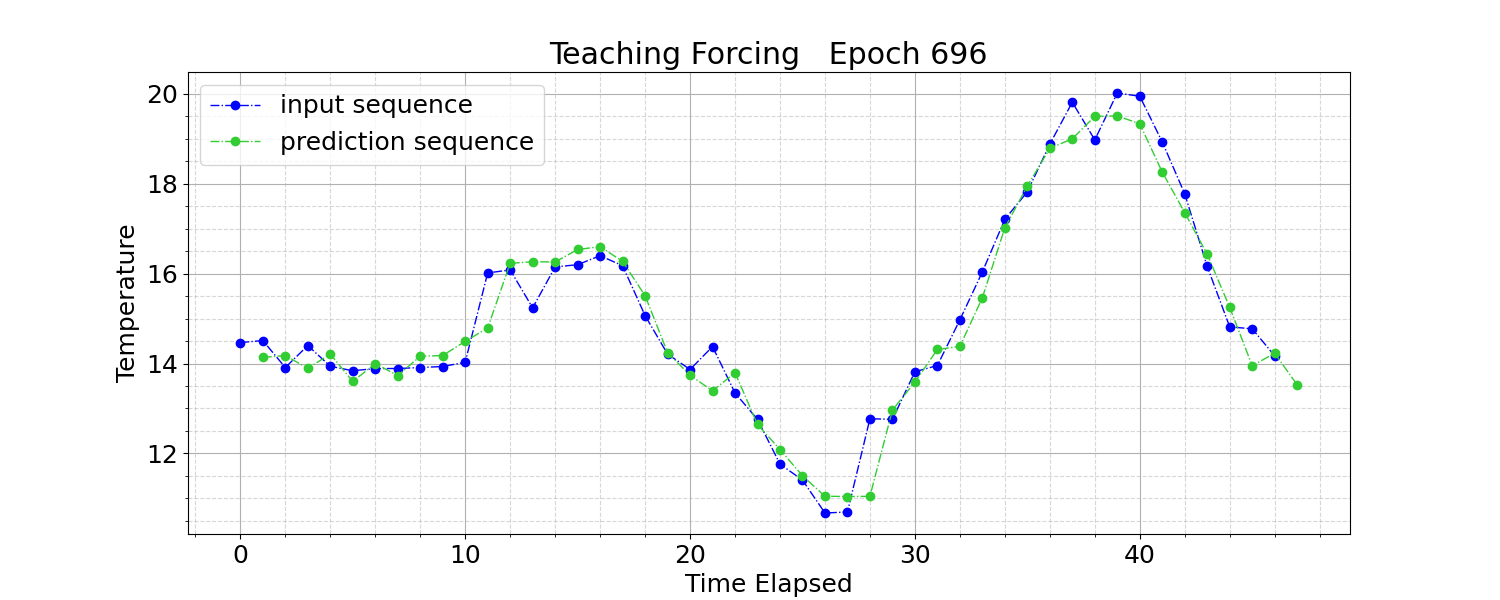 Teaching Forcing   Epoch 696
input sequence
prediction sequence
20
18
16
14
12
Temperature
0 10 20 30 40
Time Elapsed